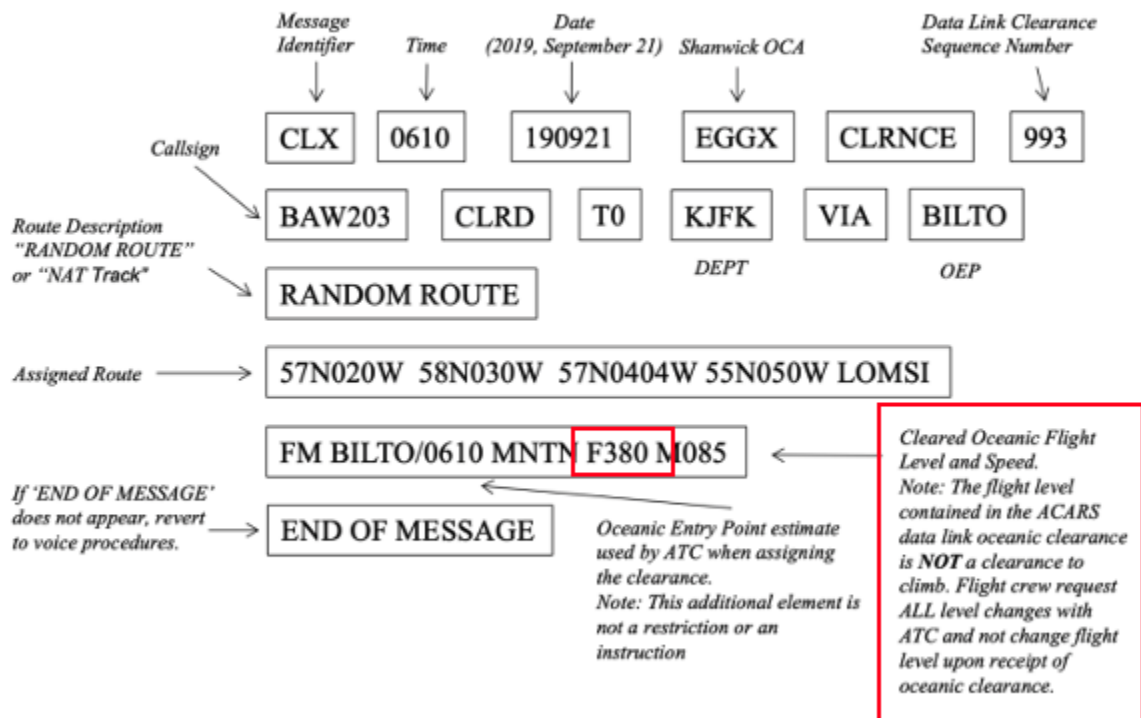 Message
Identifier
Time
Date
(2019, September 21)
Shanwick OCA
Data Link Clearance
Sequence Number
CLX 0610 190921 EGGX CLRNCE 993
Callsign
BAW203 CLRD T0 KJFK VIA BILTO
DEPT OEP
Route Description
“RANDOM ROUTE”
or “NAT Track"
RANDOM ROUTE
Assigned Route
57N020W 58N030W 57N0404W 55N050W LOMSI
FM BILTO/0610 MNTN F380 M085
Cleared Oceanic Flight
Level and Speed.
Note: The flight level
contained in the ACARS
data link oceanic clearance
is NOT a clearance to
climb. Flight crew request
ALL level changes with
ATC and not change flight
level upon receipt of
oceanic clearance.
If ‘END OF MESSAGE’
does not appear, revert
to voice procedures.
END OF MESSAGE
Oceanic Entry Point estimate
used by ATC when assigning
the clearance.
Note: This additional element is
not a restriction or an
instruction